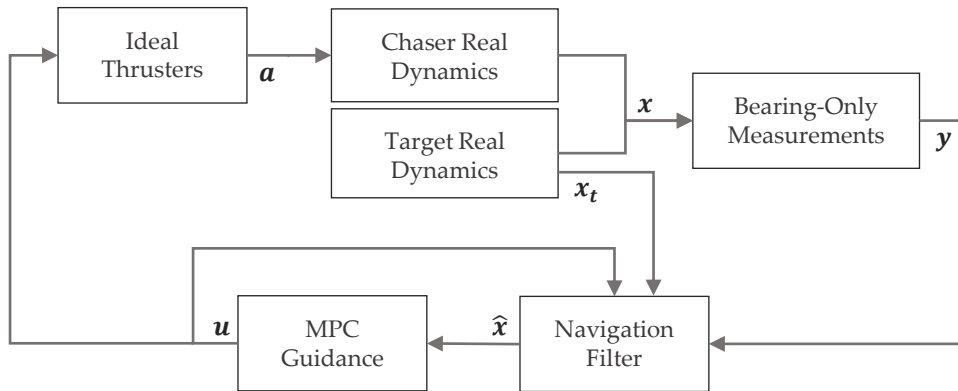 Ideal
Thrusters
a
Chaser Real
Dynamics
Target Real
Dynamics
x
x_t
Bearing-Only
Measurements
y
u
MPC
Guidance
x̂
Navigation
Filter